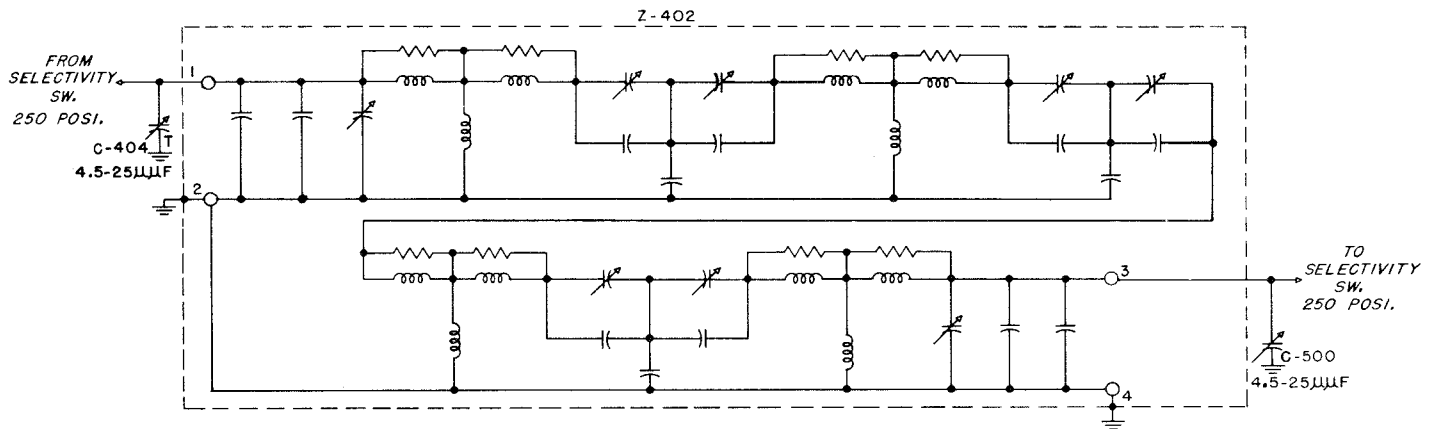 Z-402
FROM
SELECTIVITY
SW.
250 POSI.
1
C-404
T
4.5-25µµF
2
3
TO
SELECTIVITY
SW.
250 POSI.
C-500
4.5-25µµF
4